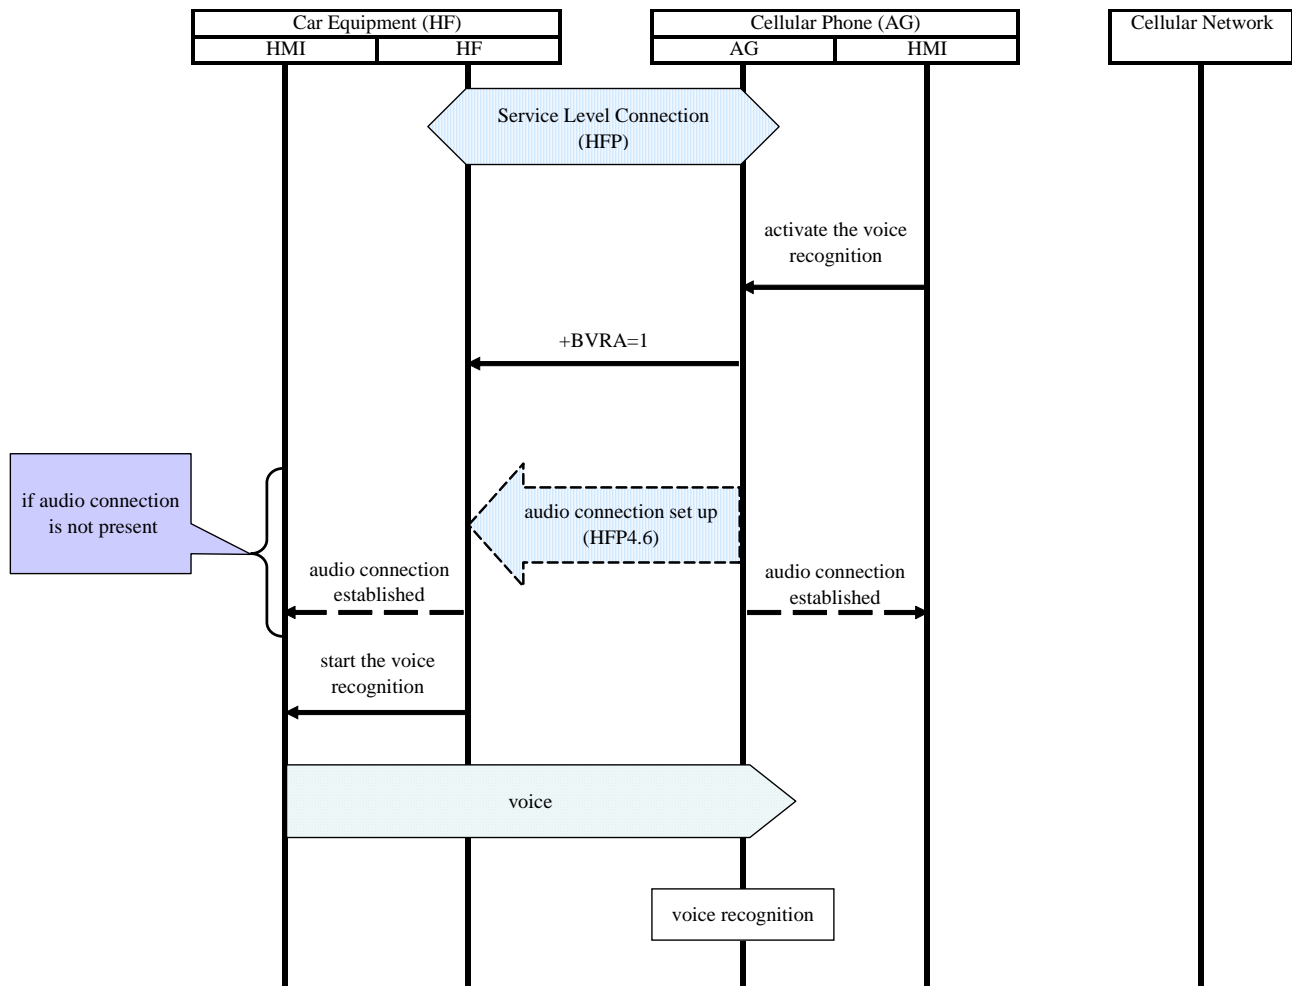 Car Equipment (HF)
Cellular Phone (AG)
Cellular Network
HMI
HF
AG
HMI
Service Level Connection
(HFP)
activate the voice
recognition
+BVRA=1
if audio connection
is not present
audio connection set up
(HFP4.6)
audio connection
established
audio connection
established
start the voice
recognition
voice
voice recognition